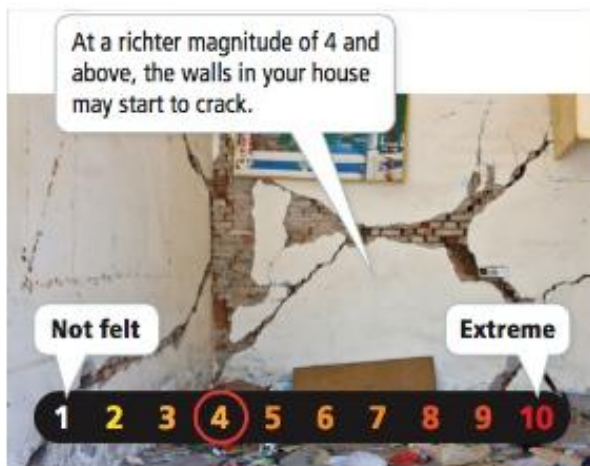 At a richter magnitude of 4 and
above, the walls in your house
may start to crack.
Not felt
Extreme
1 2 3 4 5 6 7 8 9 10